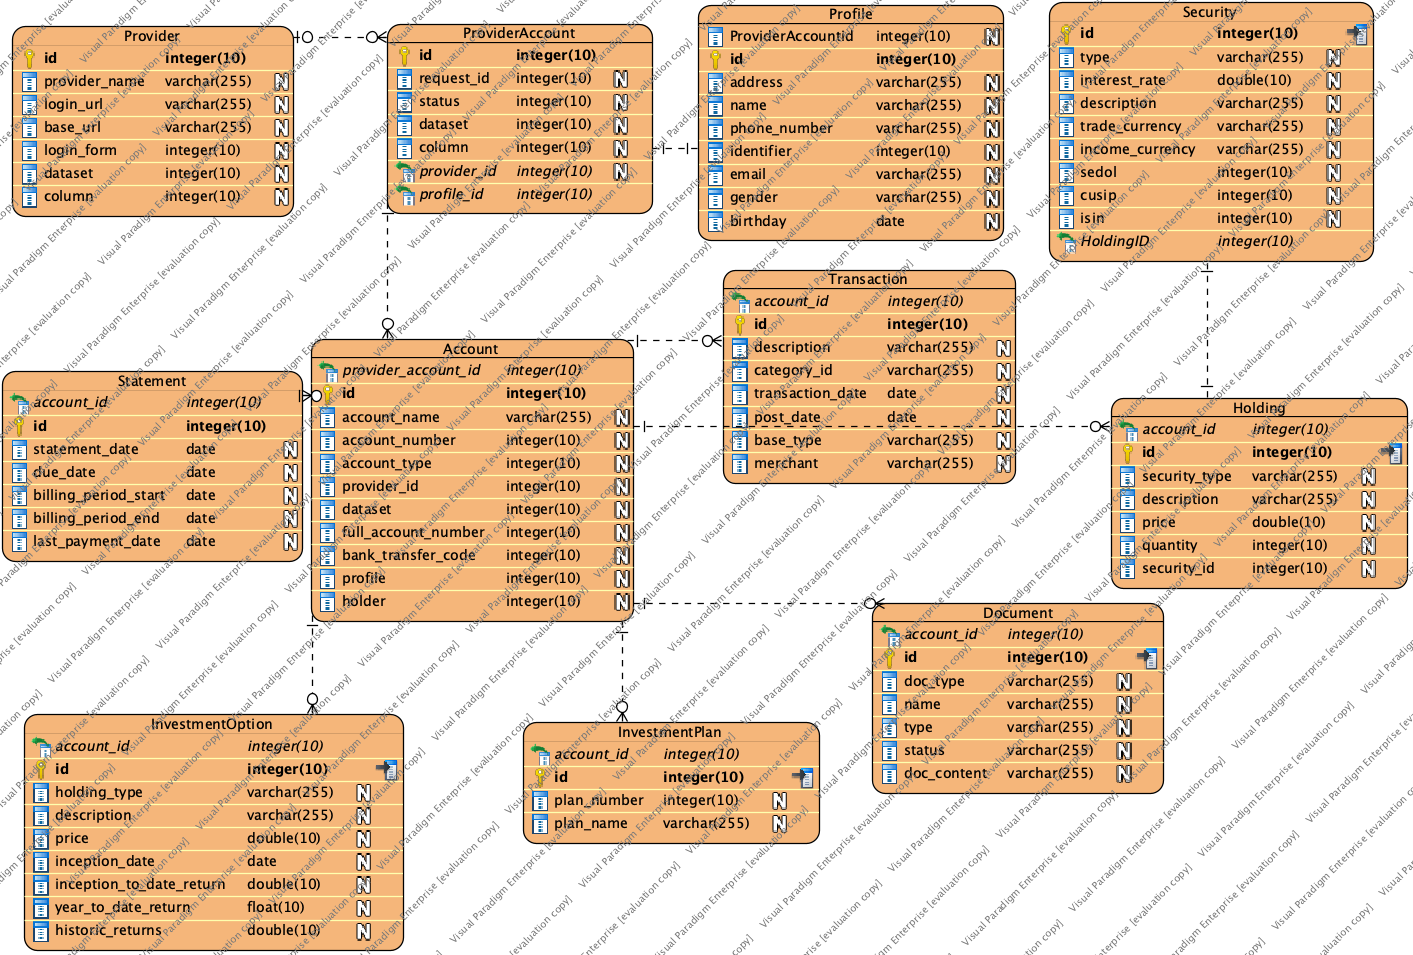 Provider
id integer(10)
provider_name varchar(255) N
login_url varchar(255) N
base_url varchar(255) N
login_form integer(10) N
dataset integer(10) N
column integer(10) N
ProviderAccount
id integer(10)
request_id integer(10) N
status integer(10) N
dataset integer(10) N
column integer(10) N
provider_id integer(10) N
profile_id integer(10)
Profile
ProviderAccountId integer(10) N
id integer(10)
address varchar(255) N
name varchar(255) N
phone_number varchar(255) N
identifier integer(10) N
email varchar(255) N
gender varchar(255) N
birthday date N
Security
id integer(10)
type varchar(255) N
interest_rate double(10) N
description varchar(255) N
trade_currency varchar(255) N
income_currency varchar(255) N
sedol integer(10) N
cusip integer(10) N
isin integer(10) N
HoldingID integer(10)
Transaction
account_id integer(10)
id integer(10)
description varchar(255) N
category_id varchar(255) N
transaction_date date N
post_date date N
base_type varchar(255) N
merchant varchar(255) N
Account
provider_account_id integer(10)
id integer(10)
account_name varchar(255) N
account_number integer(10) N
account_type integer(10) N
provider_id integer(10) N
dataset integer(10) N
full_account_number integer(10) N
bank_transfer_code integer(10) N
profile integer(10) N
holder integer(10) N
Statement
account_id integer(10)
id integer(10)
statement_date date N
due_date date N
billing_period_start date N
billing_period_end date N
last_payment_date date N
Holding
account_id integer(10)
id integer(10)
security_type varchar(255) N
description varchar(255) N
price double(10) N
quantity integer(10) N
security_id integer(10) N
Document
account_id integer(10)
id integer(10)
doc_type varchar(255) N
name varchar(255) N
type varchar(255) N
status varchar(255) N
doc_content varchar(255) N
InvestmentOption
account_id integer(10)
id integer(10)
holding_type varchar(255) N
description varchar(255) N
price double(10) N
inception_date date N
inception_to_date_return double(10) N
year_to_date_return float(10) N
historic_returns double(10) N
InvestmentPlan
account_id integer(10)
id integer(10)
plan_number integer(10) N
plan_name varchar(255) N
Visual Paradigm Enterprise [evaluation copy]